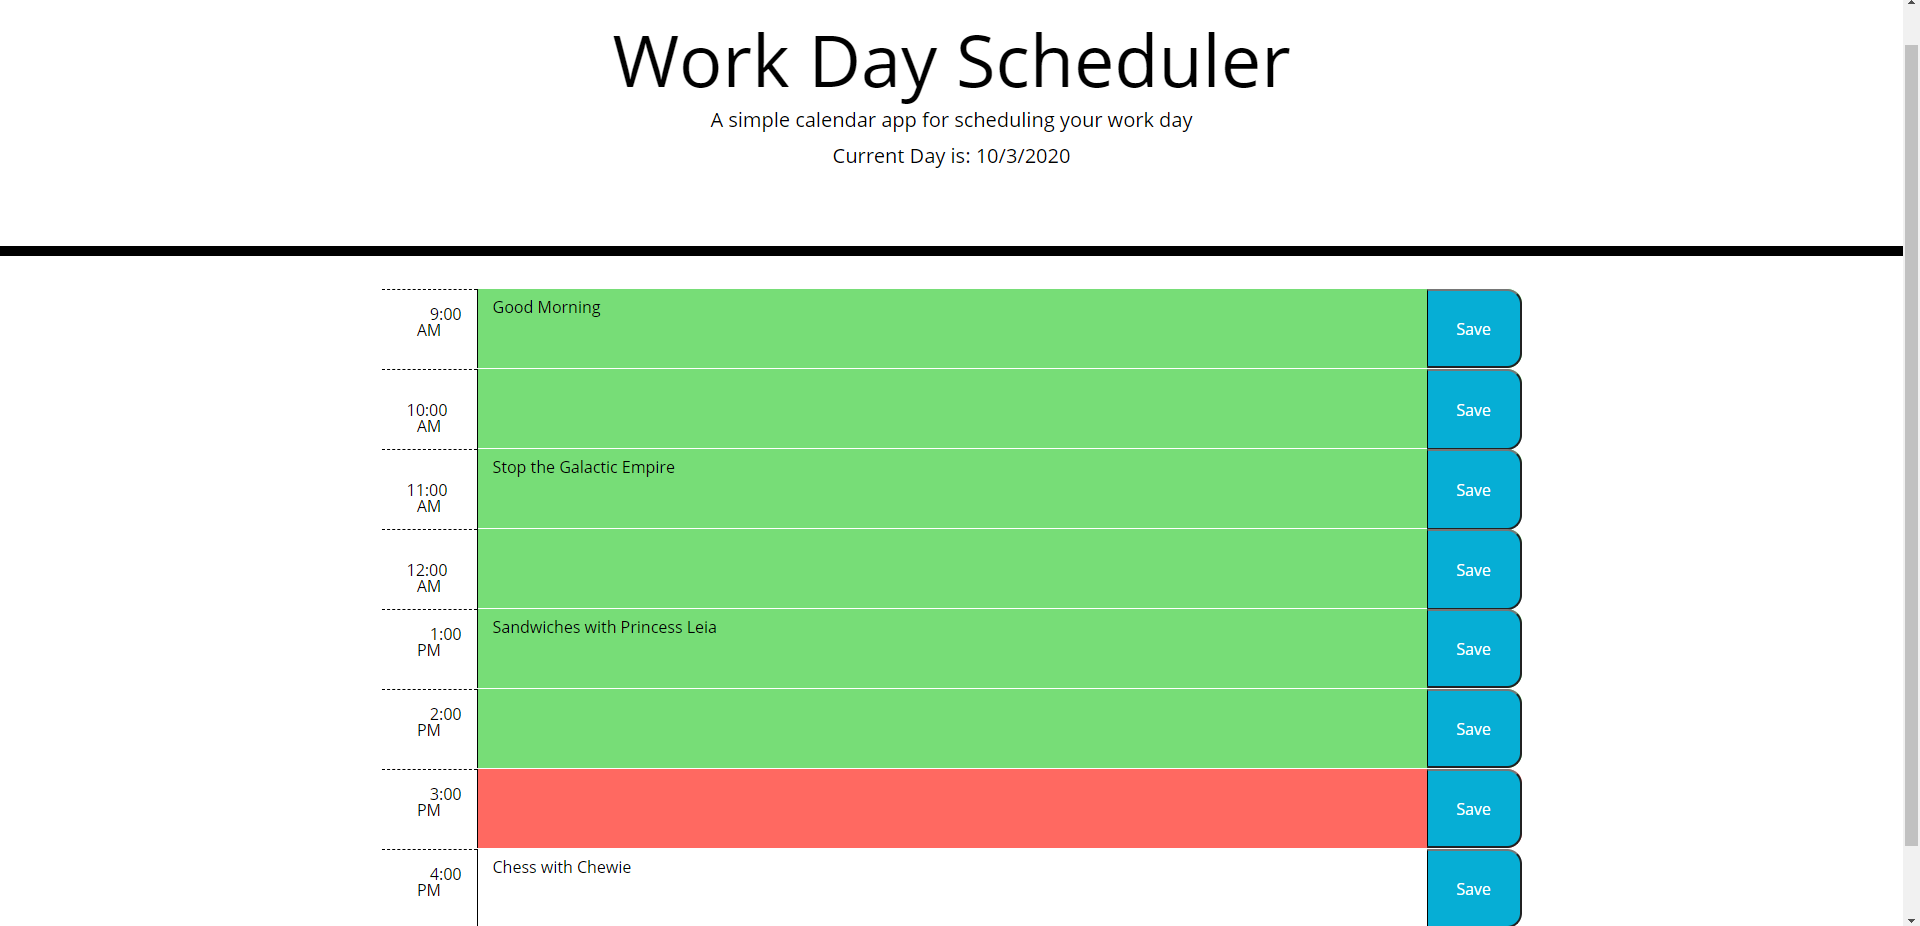 Work Day Scheduler
A simple calendar app for scheduling your work day
Current Day is: 10/3/2020
9:00
AM
Good Morning
Save
10:00
AM
Save
11:00
AM
Stop the Galactic Empire
Save
12:00
AM
Save
1:00
PM
Sandwiches with Princess Leia
Save
2:00
PM
Save
3:00
PM
Save
4:00
PM
Chess with Chewie
Save